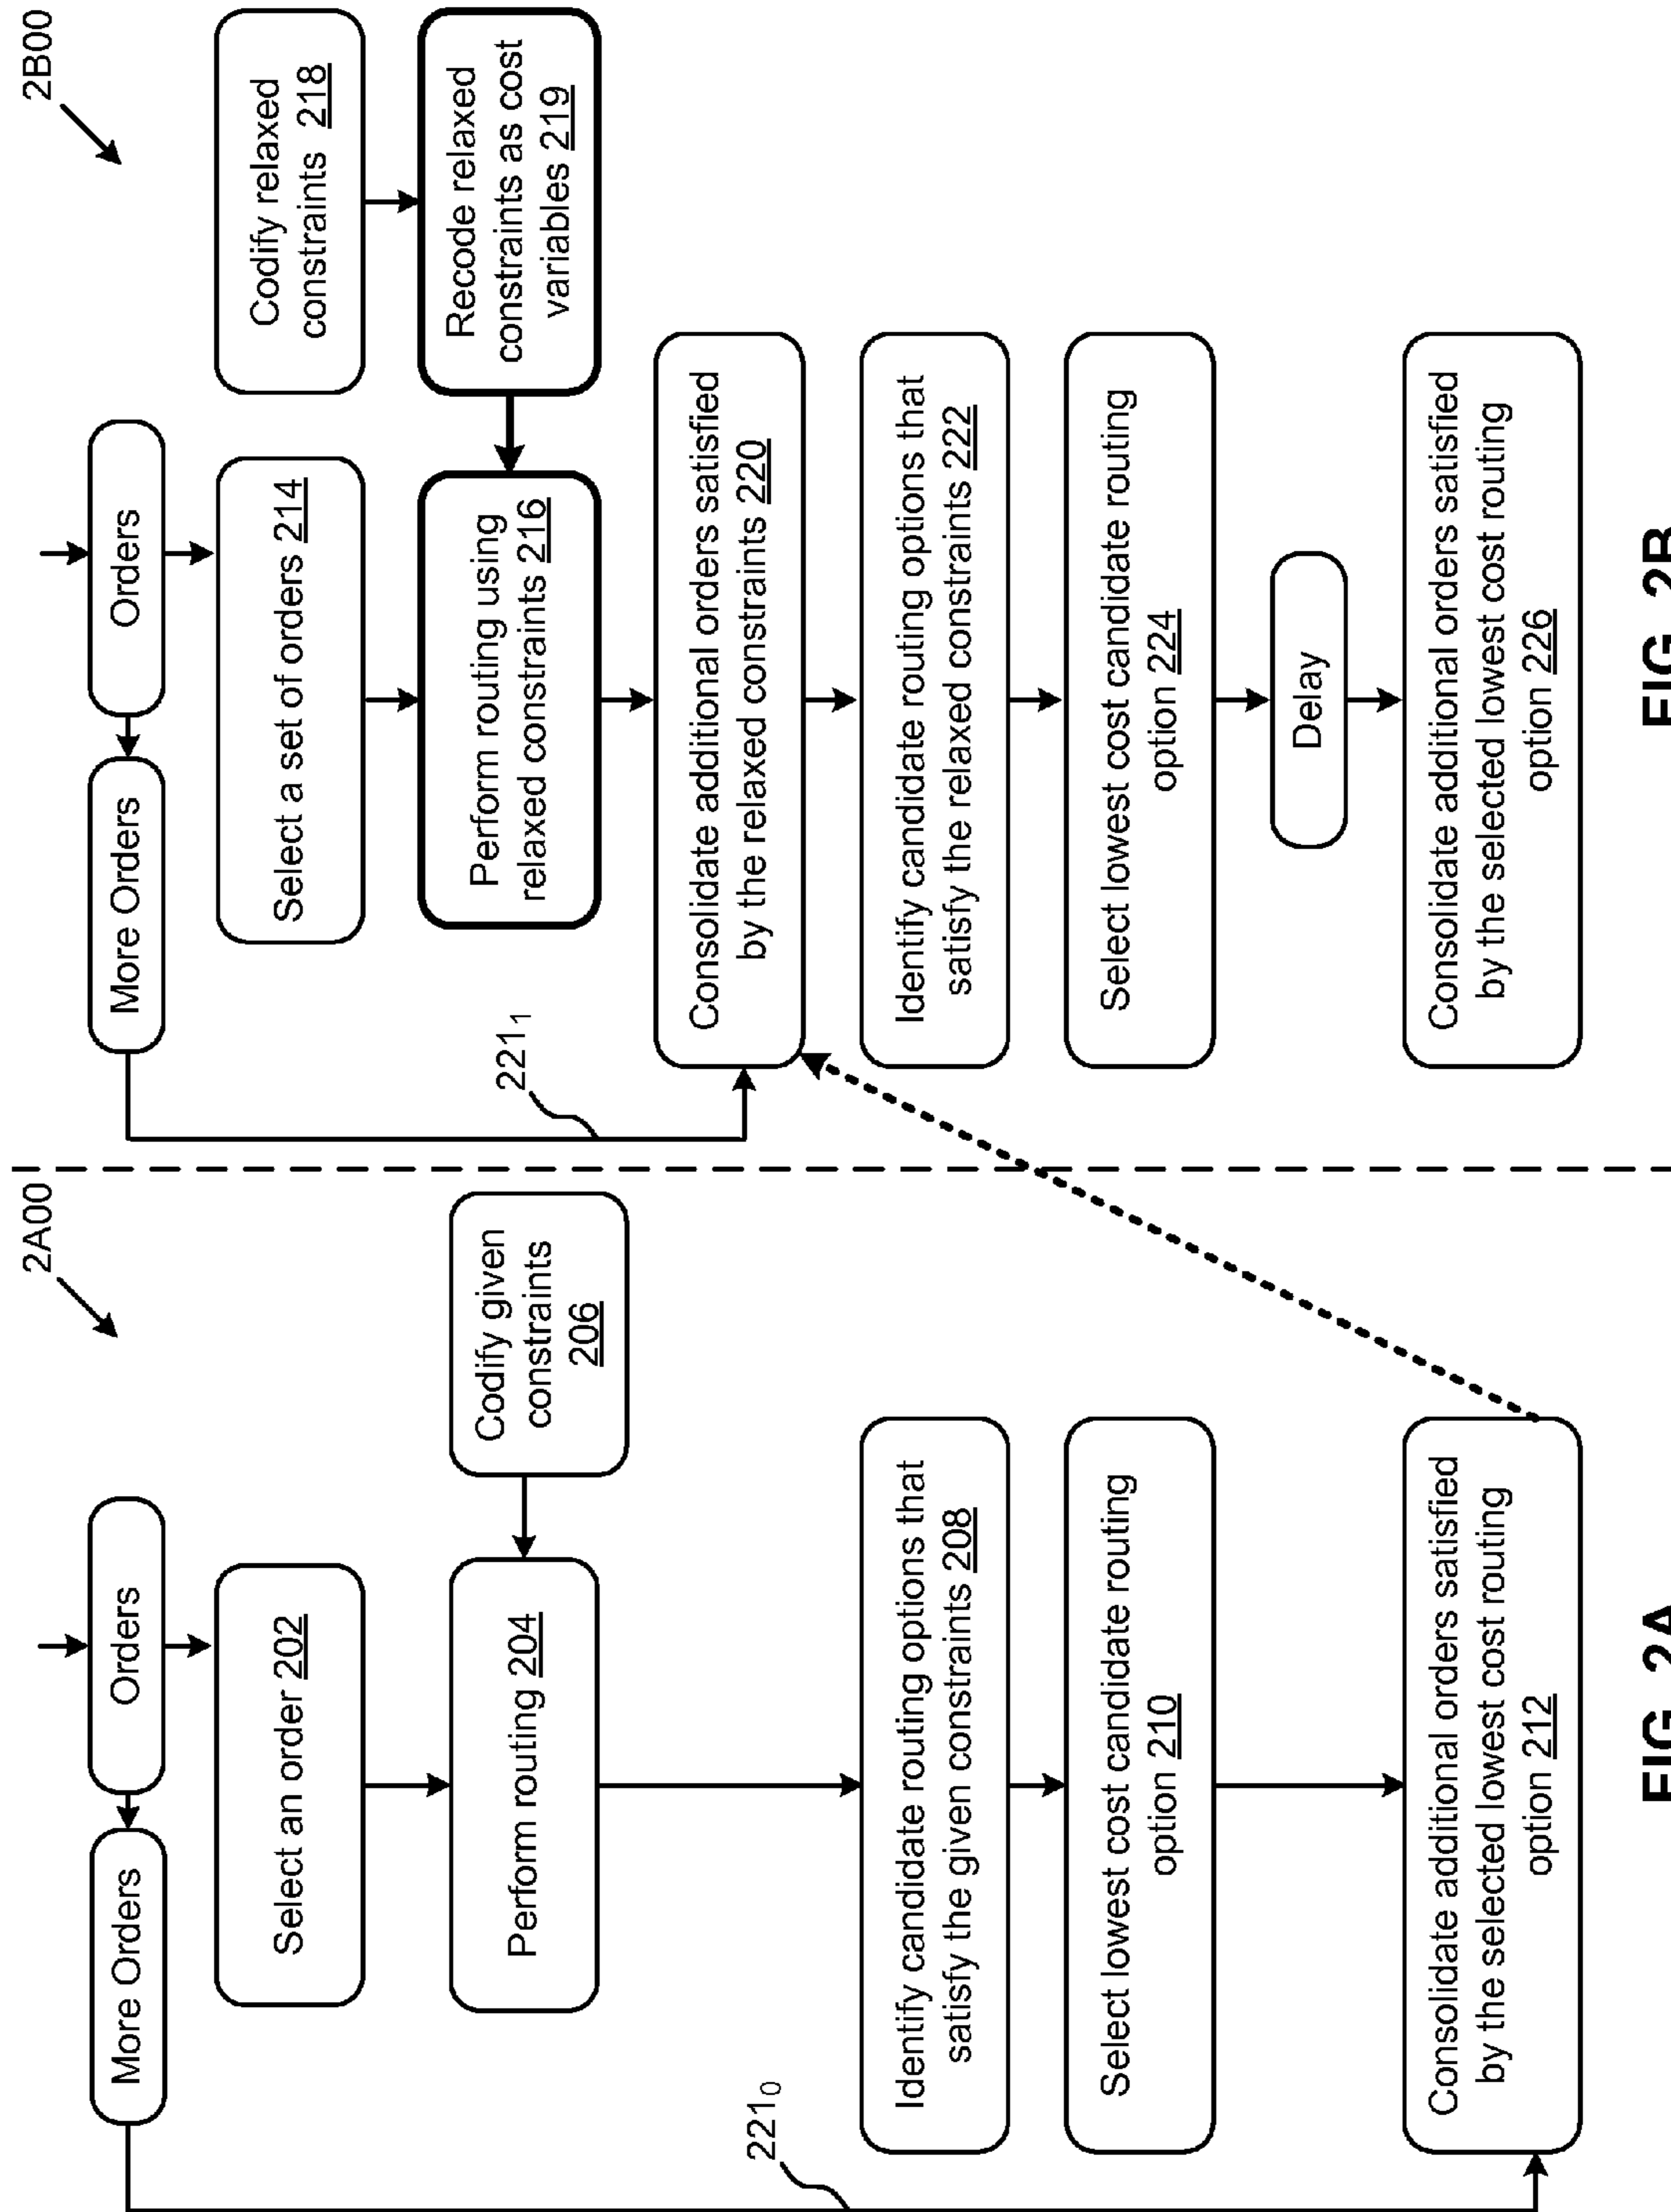 2A00
Orders
More Orders
Select an order 202
Perform routing 204
Codify given
constraints
206
Identify candidate routing options that
satisfy the given constraints 208
Select lowest cost candidate routing
option 210
Consolidate additional orders satisfied
by the selected lowest cost routing
option 212
221₀
FIG. 2A
2B00
Orders
More Orders
Select a set of orders 214
Codify relaxed
constraints 218
Perform routing using
relaxed constraints 216
Recode relaxed
constraints as cost
variables 219
221₁
Consolidate additional orders satisfied
by the relaxed constraints 220
Identify candidate routing options that
satisfy the relaxed constraints 222
Select lowest cost candidate routing
option 224
Delay
Consolidate additional orders satisfied
by the selected lowest cost routing
option 226
FIG. 2B